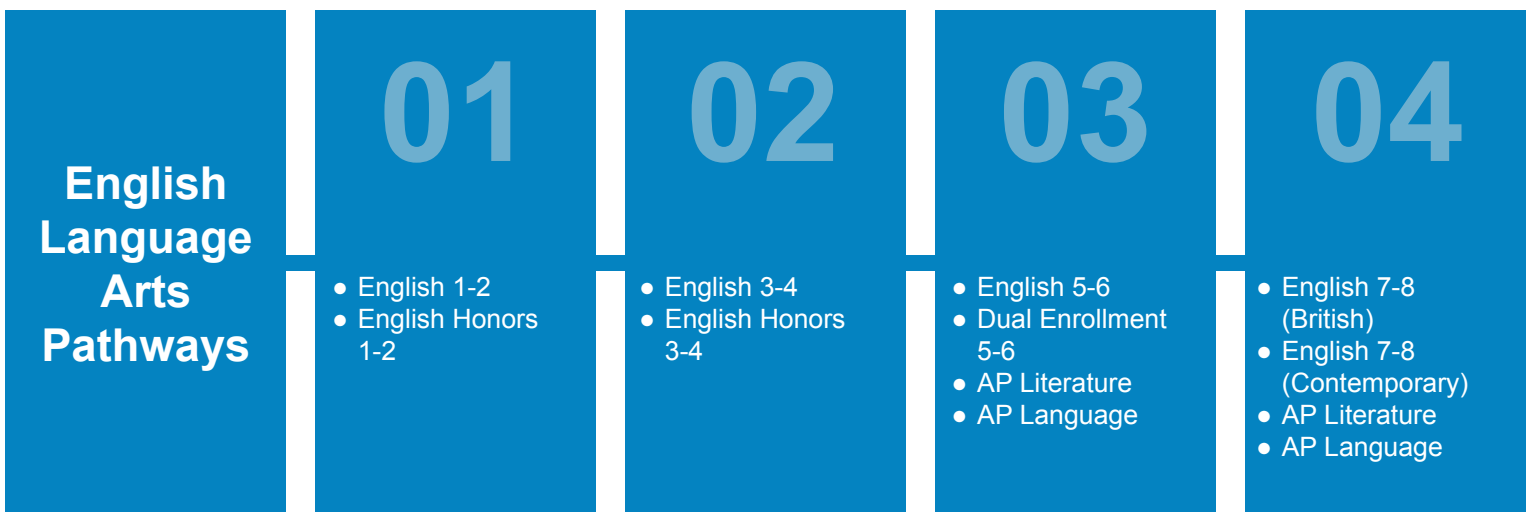 English
Language
Arts
Pathways
01
● English 1-2
● English Honors
1-2
02
● English 3-4
● English Honors
3-4
03
● English 5-6
● Dual Enrollment
5-6
● AP Literature
● AP Language
04
● English 7-8
(British)
● English 7-8
(Contemporary)
● AP Literature
● AP Language